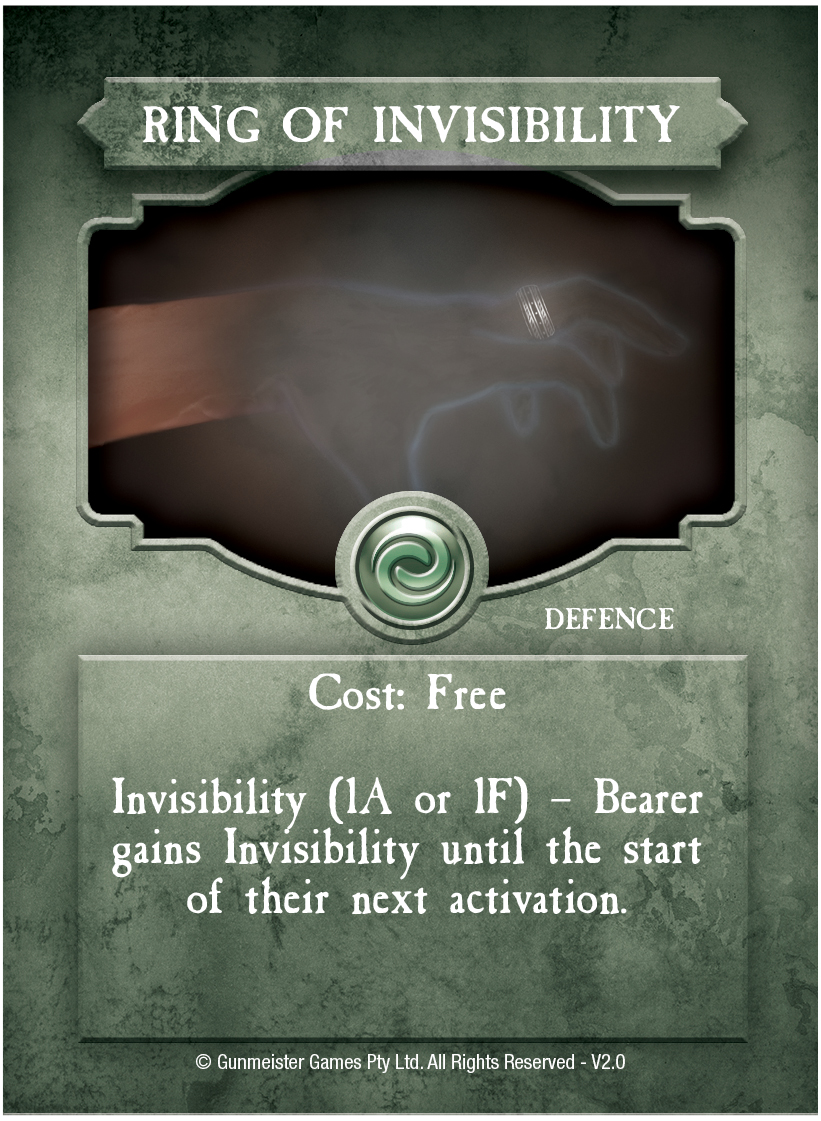 RING OF INVISIBILITY
DEFENCE
Cost: Free
Invisibility (1A or 1F) – Bearer
gains Invisibility until the start
of their next activation.
© Gunmeister Games Pty Ltd. All Rights Reserved - V2.0